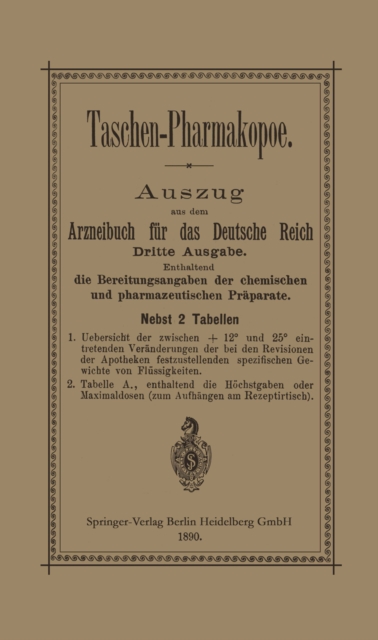 Taschen-Pharmakopoe.
Auszug
aus dem
Arzneibuch für das Deutsche Reich
Dritte Ausgabe.
Enthaltend
die Bereitungsangaben der chemischen
und pharmazeutischen Präparate.
Nebst 2 Tabellen
1. Uebersicht der zwischen + 12° und 25° ein-
tretenden Veränderungen der bei den Revisionen
der Apotheken festzustellenden spezifischen Ge-
wichte von Flüssigkeiten.
2. Tabelle A., enthaltend die Höchstgaben oder
Maximaldosen (zum Aufhängen am Rezeptirtisch).
Springer-Verlag Berlin Heidelberg GmbH
1890.